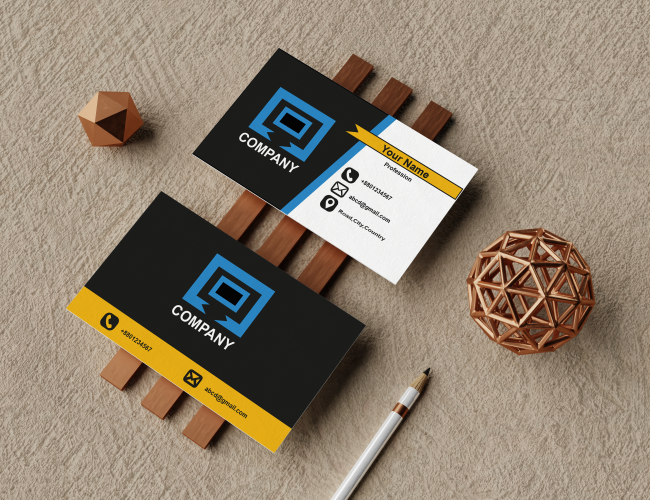 COMPANY
Your Name
Profession
+8801234567
abcd@gmail.com
Road,City,Country
COMPANY
+8801234567
abcd@gmail.com